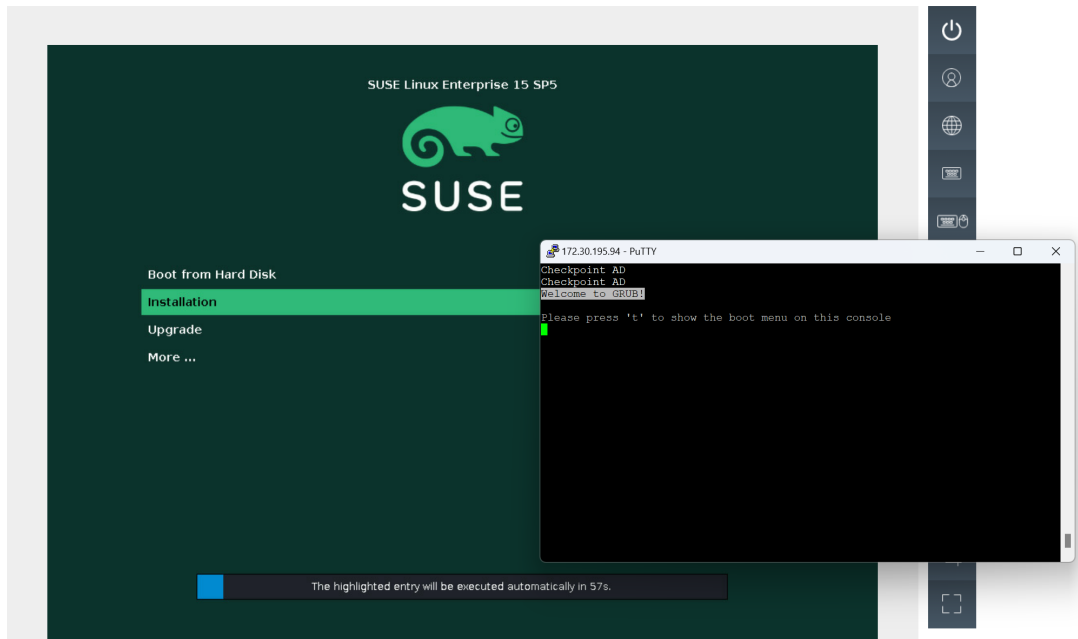 SUSE Linux Enterprise 15 SP5
SUSE
Boot from Hard Disk
Installation
Upgrade
More ...
The highlighted entry will be executed automatically in 57s.
172.30.195.94 - PuTTY
Checkpoint AD
Checkpoint AD
Welcome to GRUB!
Please press 't' to show the boot menu on this console